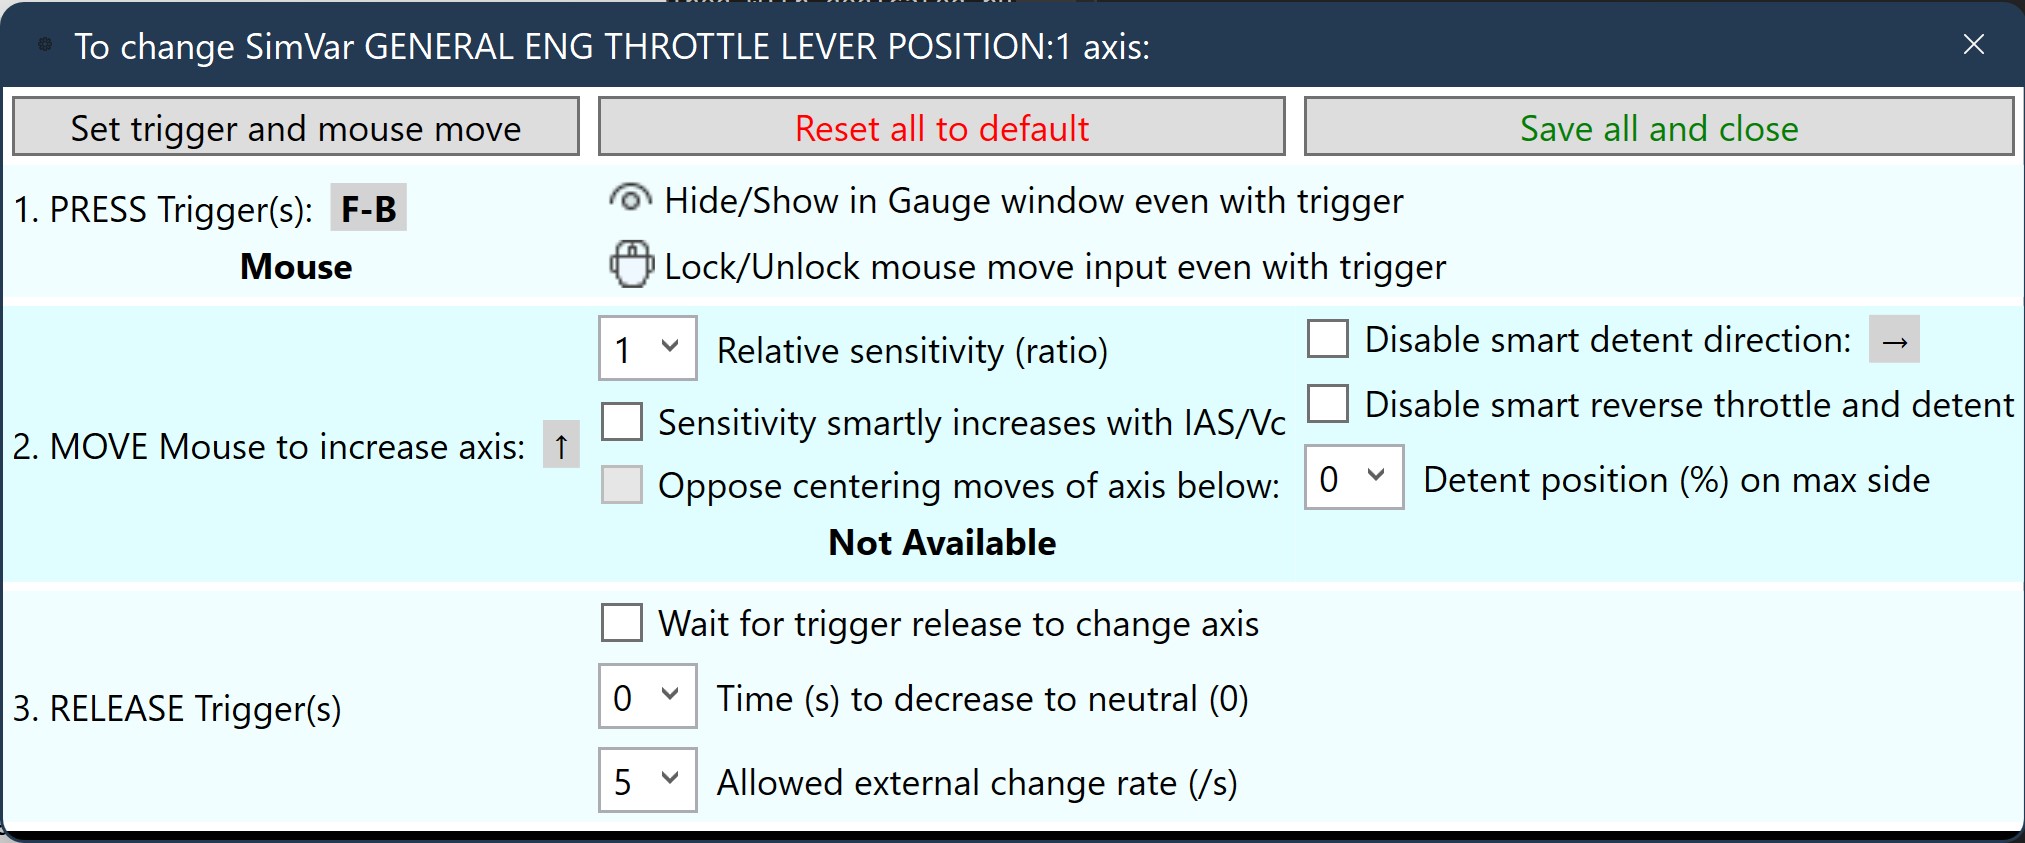 To change SimVar GENERAL ENG THROTTLE LEVER POSITION:1 axis:
Set trigger and mouse move
Reset all to default
Save all and close
1. PRESS Trigger(s): F-B
Mouse
Hide/Show in Gauge window even with trigger
Lock/Unlock mouse move input even with trigger
2. MOVE Mouse to increase axis: ↑
1 Relative sensitivity (ratio)
Sensitivity smartly increases with IAS/Vc
Oppose centering moves of axis below:
Not Available
Disable smart detent direction: →
Disable smart reverse throttle and detent
0 Detent position (%) on max side
3. RELEASE Trigger(s)
Wait for trigger release to change axis
0 Time (s) to decrease to neutral (0)
5 Allowed external change rate (/s)